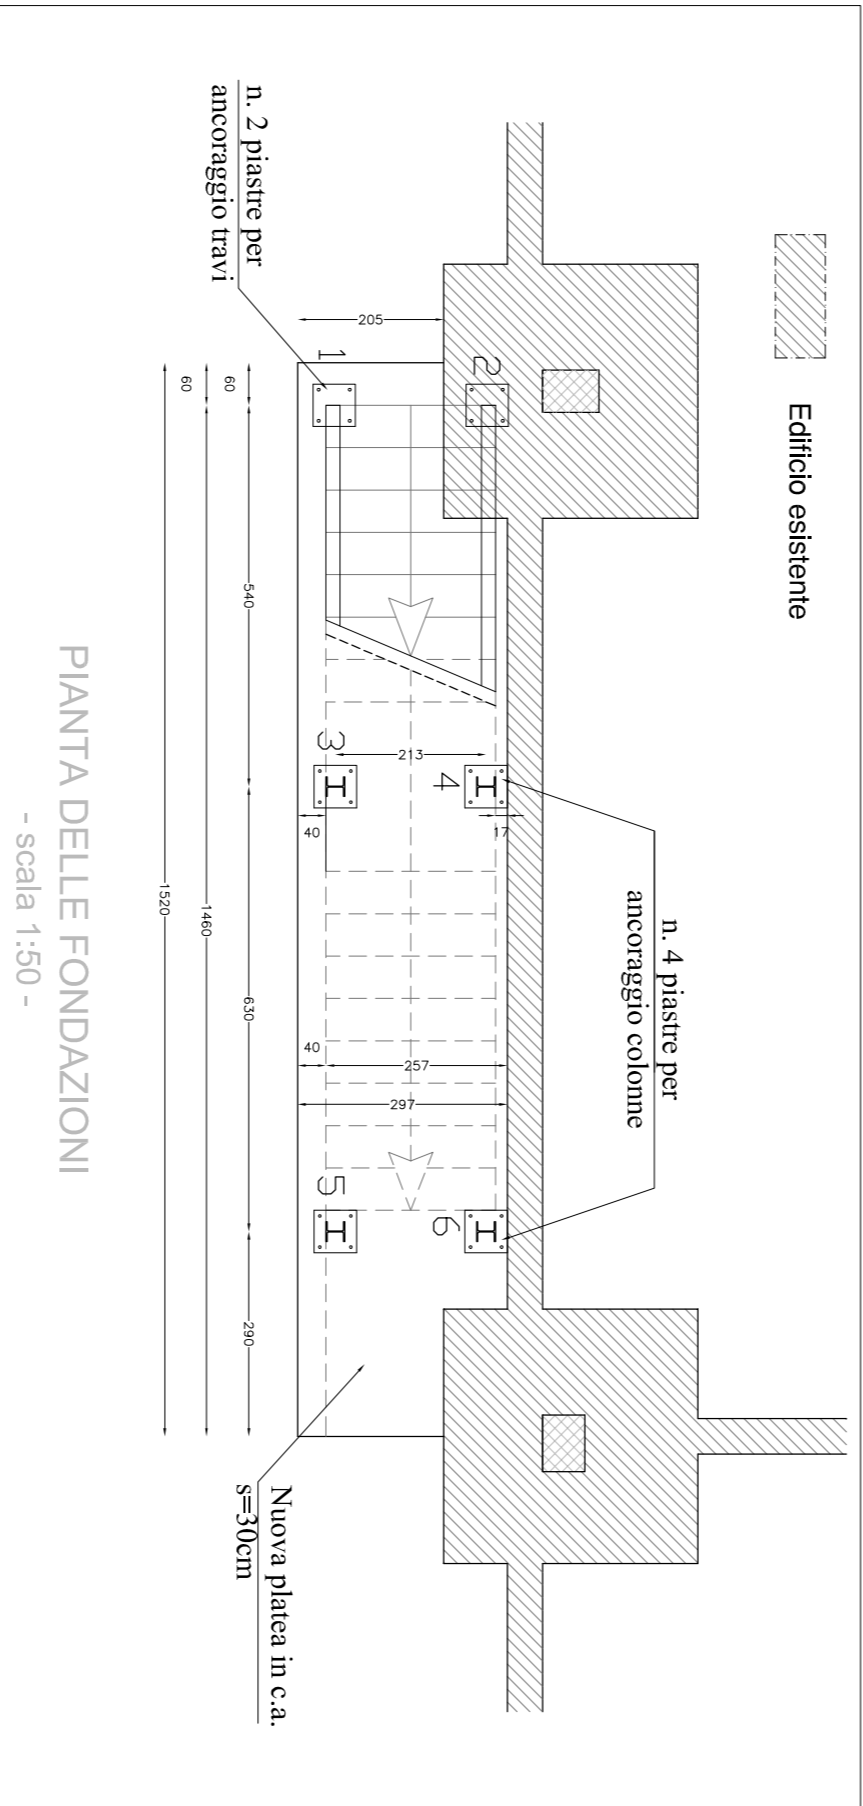 Edificio esistente
n. 4 piastre per
ancoraggio colonne
n. 2 piastre per
ancoraggio travi
Nuova platea in c.a.
s=30cm
205
1
2
3
4
5
6
213
17
40
40
257
297
60
540
630
290
60
1460
1520
PIANTA DELLE FONDAZIONI
- scala 1:50 -